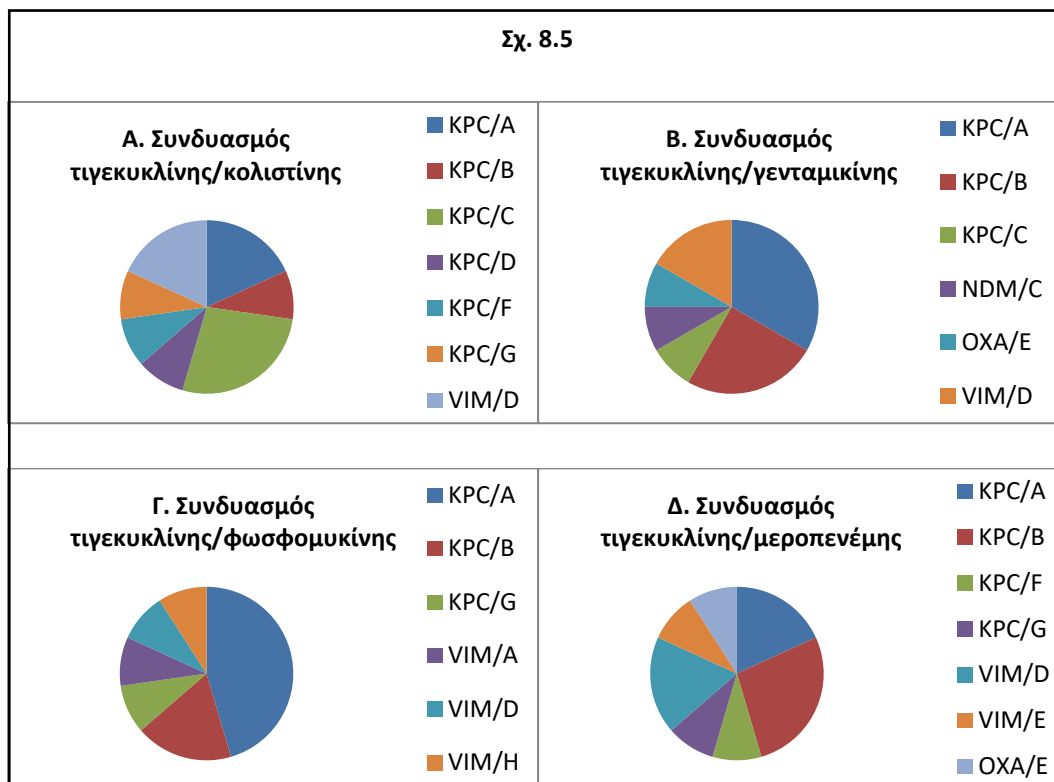 Σχ. 8.5
Α. Συνδυασμός
τιγεκυκλίνης/κολιστίνης
KPC/A
KPC/B
KPC/C
KPC/D
KPC/F
KPC/G
VIM/D
Β. Συνδυασμός
τιγεκυκλίνης/γενταμικίνης
KPC/A
KPC/B
KPC/C
NDM/C
OXA/E
VIM/D
Γ. Συνδυασμός
τιγεκυκλίνης/φωσφομυκίνης
KPC/A
KPC/B
KPC/G
VIM/A
VIM/D
VIM/H
Δ. Συνδυασμός
τιγεκυκλίνης/μεροπενέμης
KPC/A
KPC/B
KPC/F
KPC/G
VIM/D
VIM/E
OXA/E